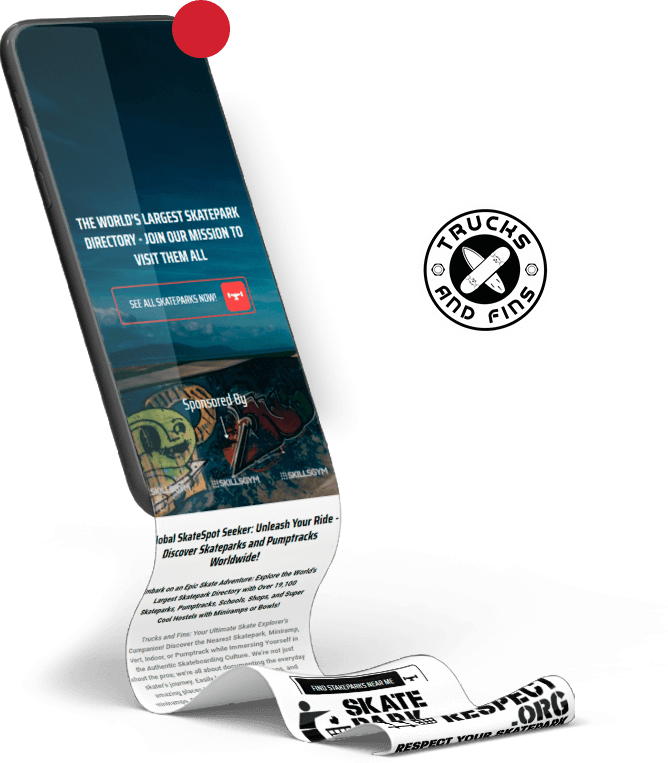 THE WORLD'S LARGEST SKATEPARK
DIRECTORY - JOIN OUR MISSION TO
VISIT THEM ALL
SEE ALL SKATEPARKS NOW!
Sponsored By
SKILLSGYM
SKILLSGYM
SKILLSGYM
lobal SkateSpot Seeker: Unleash Your Ride -
Discover Skateparks and Pumptracks
Worldwide!
mbark on an Epic Skate Adventure: Explore the World's
Largest Skatepark Directory with Over 19,100
Skateparks, Pumptracks, Schools, Shops, and Super
Cool Hostels with Miniramps or Bowls!
Trucks and Fins: Your Ultimate Skate Explorer's
Companion! Discover the Nearest Skatepark, Miniramp,
Vert, Indoor, or Pumptrack while Immersing Yourself in
the Authentic Skateboarding Culture. We're not just
about the pros; we're all about documenting the everyday
skater's journey. Easily
amazing places
miniramps
FIND STAKEPARKS NEAR ME
SKATE
PARK
RESPECT
.ORG
RESPECT YOUR SKATEPARK
TRUCKS
AND FINS